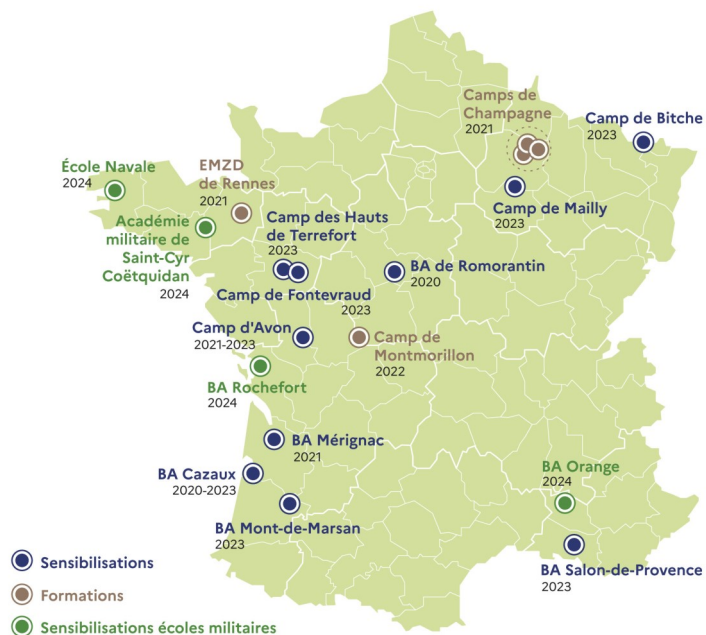 Camps de
Champagne
2021
Camp de Bitche
2023
École Navale
2024
EMZD
de Rennes
2021
Camp de Mailly
2023
Académie
militaire de
Saint-Cyr
Coëtquidan
2024
Camp des Hauts
de Terrefort
2023
BA de Romorantin
2020
Camp de Fontevraud
2023
Camp d'Avon
2021-2023
Camp de
Montmorillon
2022
BA Rochefort
2024
BA Mérignac
2021
BA Cazaux
2020-2023
BA Orange
2024
BA Mont-de-Marsan
2023
BA Salon-de-Provence
2023
Sensibilisations
Formations
Sensibilisations écoles militaires